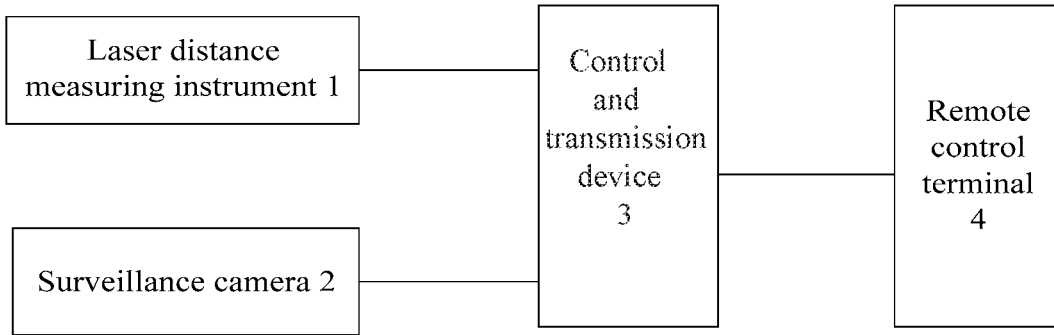 Laser distance
measuring instrument 1
Control
and
transmission
device
3
Remote
control
terminal
4
Surveillance camera 2